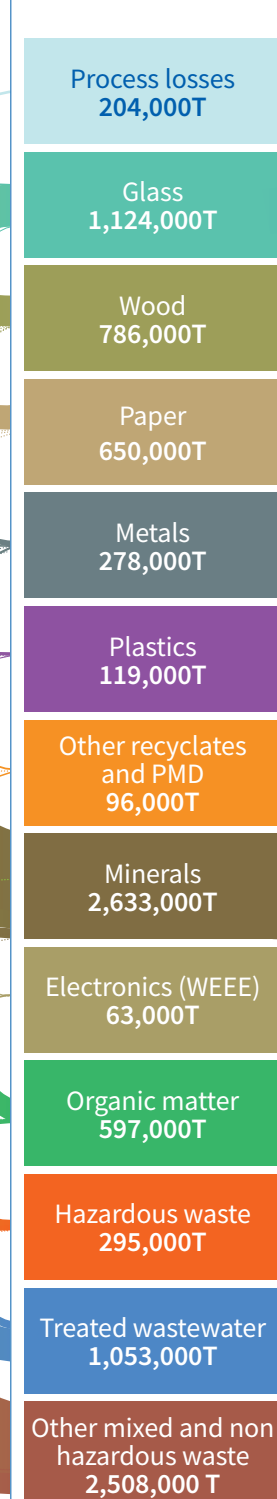 Process losses
204,000T
Glass
1,124,000T
Wood
786,000T
Paper
650,000T
Metals
278,000T
Plastics
119,000T
Other recyclates
and PMD
96,000T
Minerals
2,633,000T
Electronics (WEEE)
63,000T
Organic matter
597,000T
Hazardous waste
295,000T
Treated wastewater
1,053,000T
Other mixed and non
hazardous waste
2,508,000 T